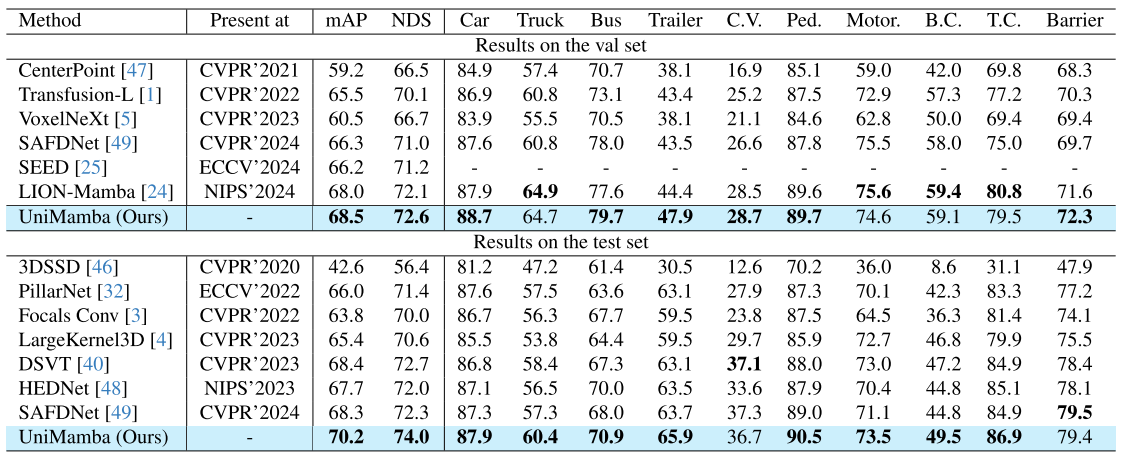 Method Present at mAP NDS Car Truck Bus Trailer C.V. Ped. Motor. B.C. T.C. Barrier
Results on the val set
CenterPoint [47] CVPR'2021 59.2 66.5 84.9 57.4 70.7 38.1 16.9 85.1 59.0 42.0 69.8 68.3
Transfusion-L [1] CVPR'2022 65.5 70.1 86.9 60.8 73.1 43.4 25.2 87.5 72.9 57.3 77.2 70.3
VoxelNeXt [5] CVPR'2023 60.5 66.7 83.9 55.5 70.5 38.1 21.1 84.6 62.8 50.0 69.4 69.4
SAFDNet [49] CVPR'2024 66.3 71.0 87.6 60.8 78.0 43.5 26.6 87.8 75.5 58.0 75.0 69.7
SEED [25] ECCV'2024 66.2 71.2 - - - - - - - - - -
LION-Mamba [24] NIPS'2024 68.0 72.1 87.9 64.9 77.6 44.4 28.5 89.6 75.6 59.4 80.8 71.6
UniMamba (Ours) - 68.5 72.6 88.7 64.7 79.7 47.9 28.7 89.7 74.6 59.1 79.5 72.3
Results on the test set
3DSSD [46] CVPR'2020 42.6 56.4 81.2 47.2 61.4 30.5 12.6 70.2 36.0 8.6 31.1 47.9
PillarNet [32] ECCV'2022 66.0 71.4 87.6 57.5 63.6 63.1 27.9 87.3 70.1 42.3 83.3 77.2
Focals Conv [3] CVPR'2022 63.8 70.0 86.7 56.3 67.7 59.5 23.8 87.5 64.5 36.3 81.4 74.1
LargeKernel3D [4] CVPR'2023 65.4 70.6 85.5 53.8 64.4 59.5 29.7 85.9 72.7 46.8 79.9 75.5
DSVT [40] CVPR'2023 68.4 72.7 86.8 58.4 67.3 63.1 37.1 88.0 73.0 47.2 84.9 78.4
HEDNet [48] NIPS'2023 67.7 72.0 87.1 56.5 70.0 63.5 33.6 87.9 70.4 44.8 85.1 78.1
SAFDNet [49] CVPR'2024 68.3 72.3 87.3 57.3 68.0 63.7 37.3 89.0 71.1 44.8 84.9 79.5
UniMamba (Ours) - 70.2 74.0 87.9 60.4 70.9 65.9 36.7 90.5 73.5 49.5 86.9 79.4